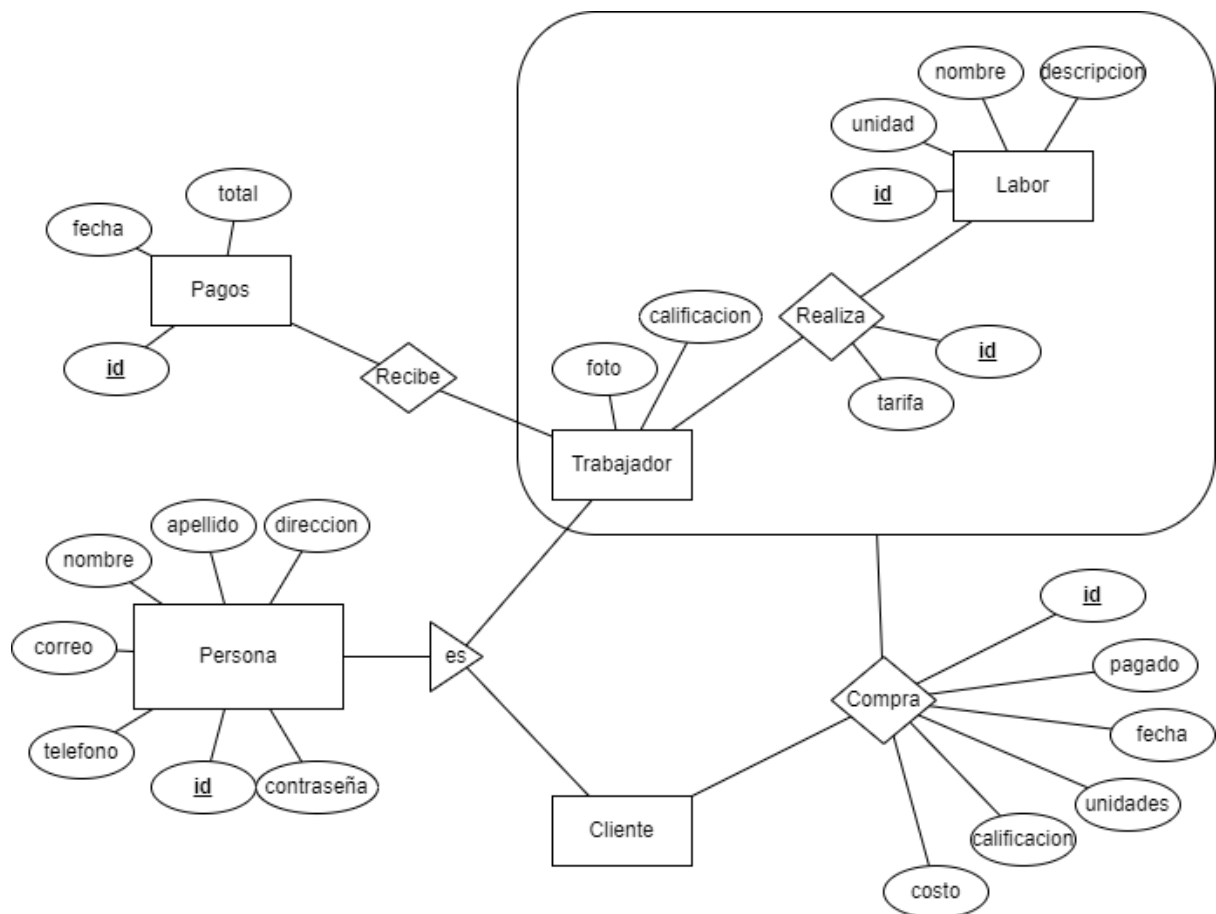 nombre
descripcion
unidad
id
Labor
total
fecha
Pagos
id
Recibe
calificacion
foto
Realiza
id
tarifa
Trabajador
apellido
direccion
nombre
correo
Persona
telefono
id
contraseña
es
Cliente
Compra
id
pagado
fecha
unidades
calificacion
costo